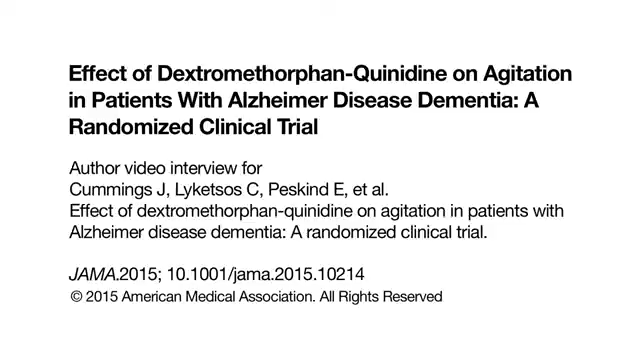 Effect of Dextromethorphan-Quinidine on Agitation
in Patients With Alzheimer Disease Dementia: A
Randomized Clinical Trial
Author video interview for
Cummings J, Lyketsos C, Peskind E, et al.
Effect of dextromethorphan-quinidine on agitation in patients with
Alzheimer disease dementia: A randomized clinical trial.
JAMA.2015; 10.1001/jama.2015.10214
© 2015 American Medical Association. All Rights Reserved